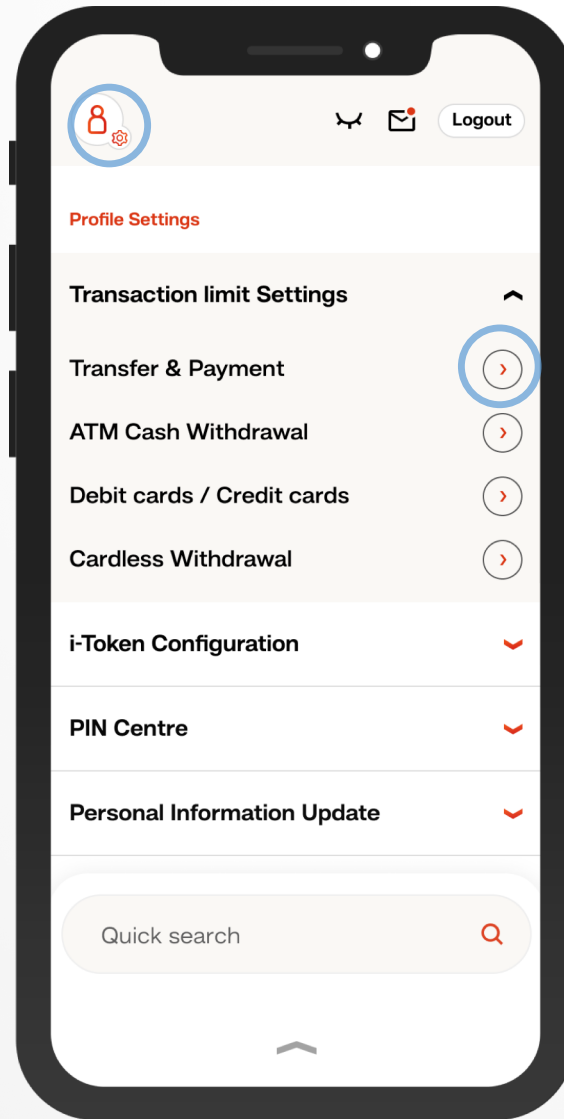 Logout
Profile Settings
Transaction limit Settings
Transfer & Payment
ATM Cash Withdrawal
Debit cards / Credit cards
Cardless Withdrawal
i-Token Configuration
PIN Centre
Personal Information Update
Quick search